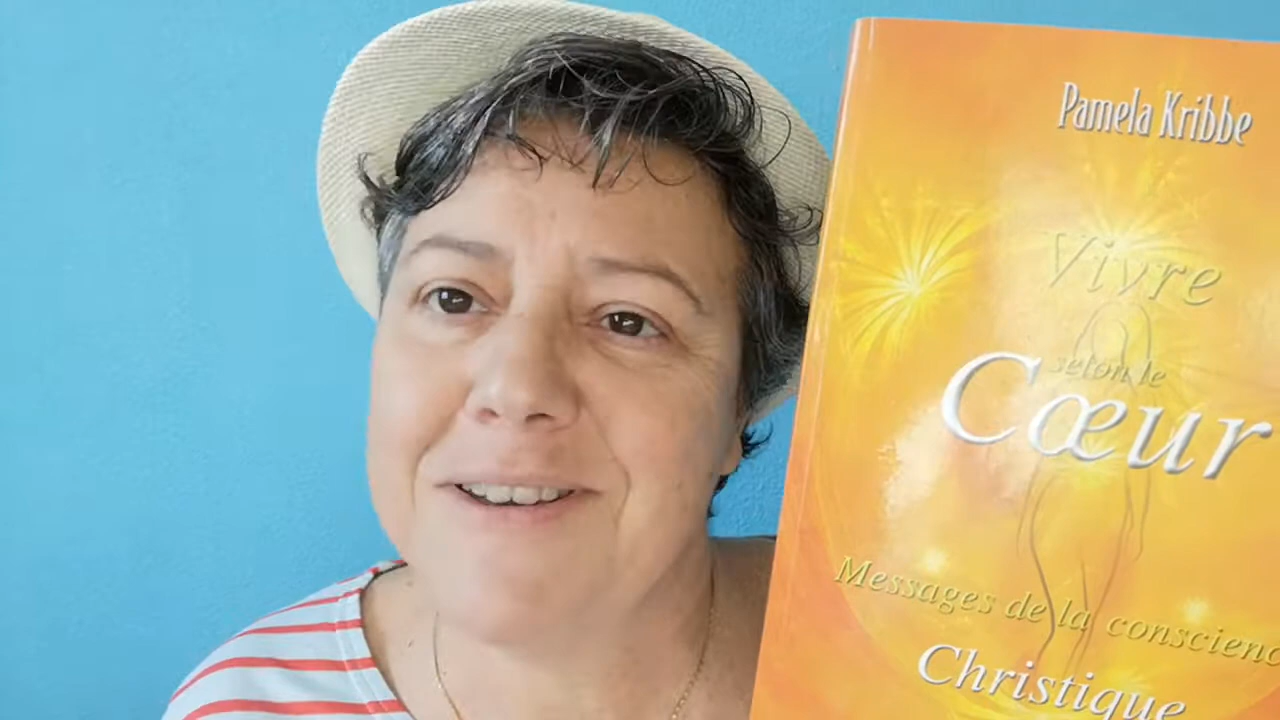 Pamela Kribbe
Vivre
selon le
Cœur
Messages de la conscienc
Christique